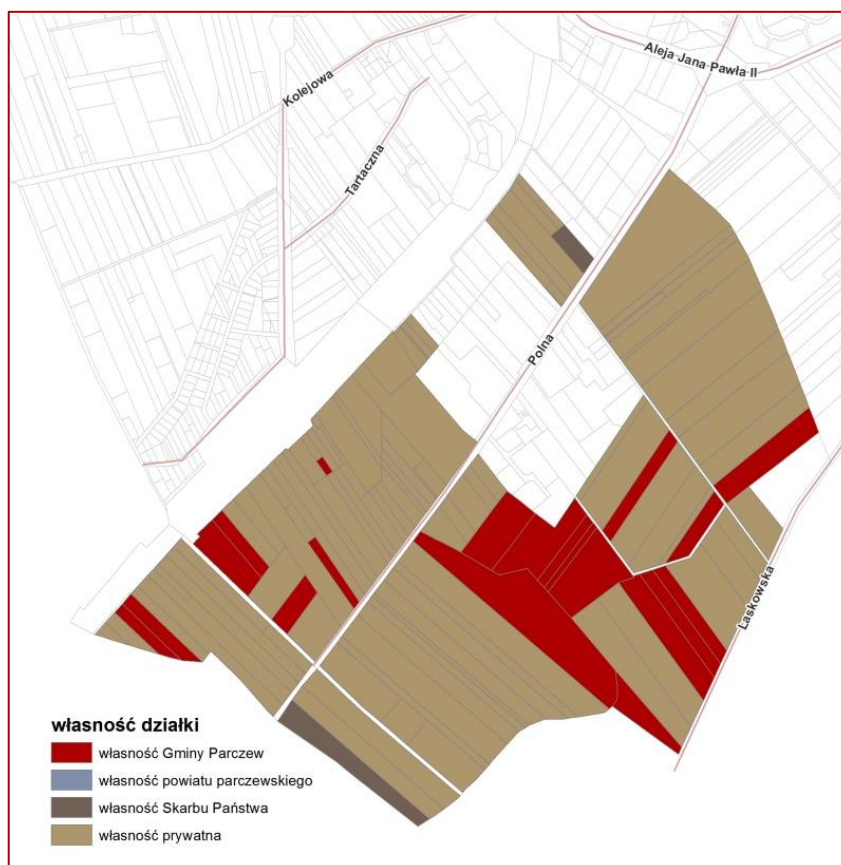 Aleja Jana Pawła II
Kolejowa
Tartaczna
Polna
Laskowska
własność działki
własność Gminy Parczew
własność powiatu parczewskiego
własność Skarbu Państwa
własność prywatna